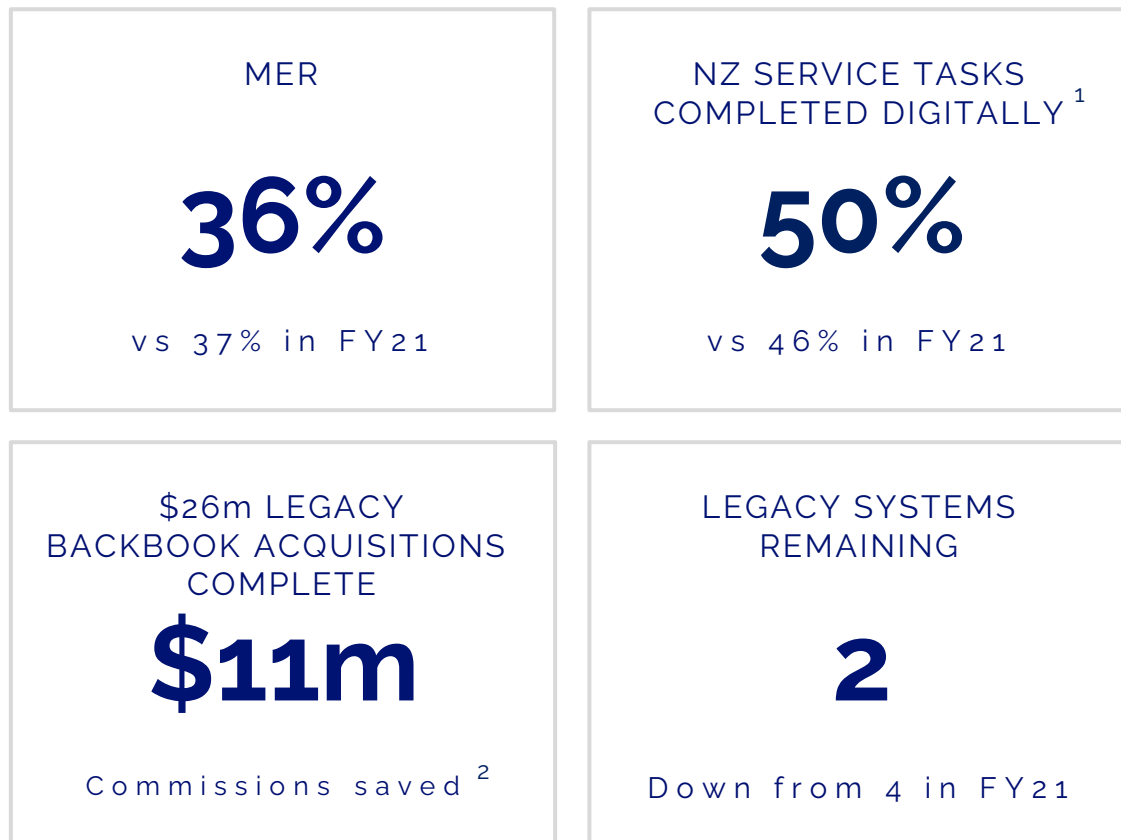 MER
36%
vs 37% in FY21
NZ SERVICE TASKS
COMPLETED DIGITALLY 1
50%
vs 46% in FY21
$26m LEGACY
BACKBOOK ACQUISITIONS
COMPLETE
$11m
Commissions saved 2
LEGACY SYSTEMS
REMAINING
2
Down from 4 in FY21